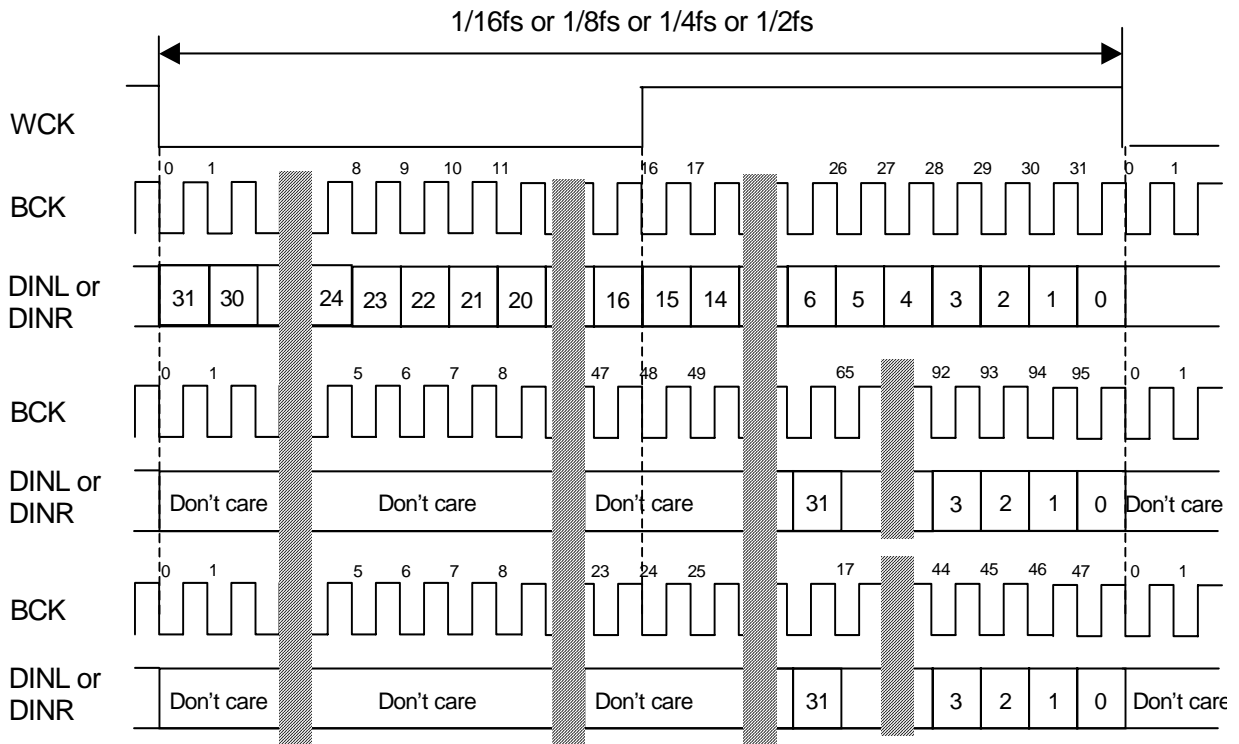 1/16fs or 1/8fs or 1/4fs or 1/2fs
WCK
0 1 8 9 10 11 16 17 26 27 28 29 30 31 0 1
BCK
DINL or
DINR
31 30 24 23 22 21 20 16 15 14 6 5 4 3 2 1 0
0 1 5 6 7 8 47 48 49 65 92 93 94 95 0 1
BCK
DINL or
DINR
Don't care Don't care Don't care 31 3 2 1 0 Don't care
0 1 5 6 7 8 23 24 25 17 44 45 46 47 0 1
BCK
DINL or
DINR
Don't care Don't care Don't care 31 3 2 1 0 Don't care